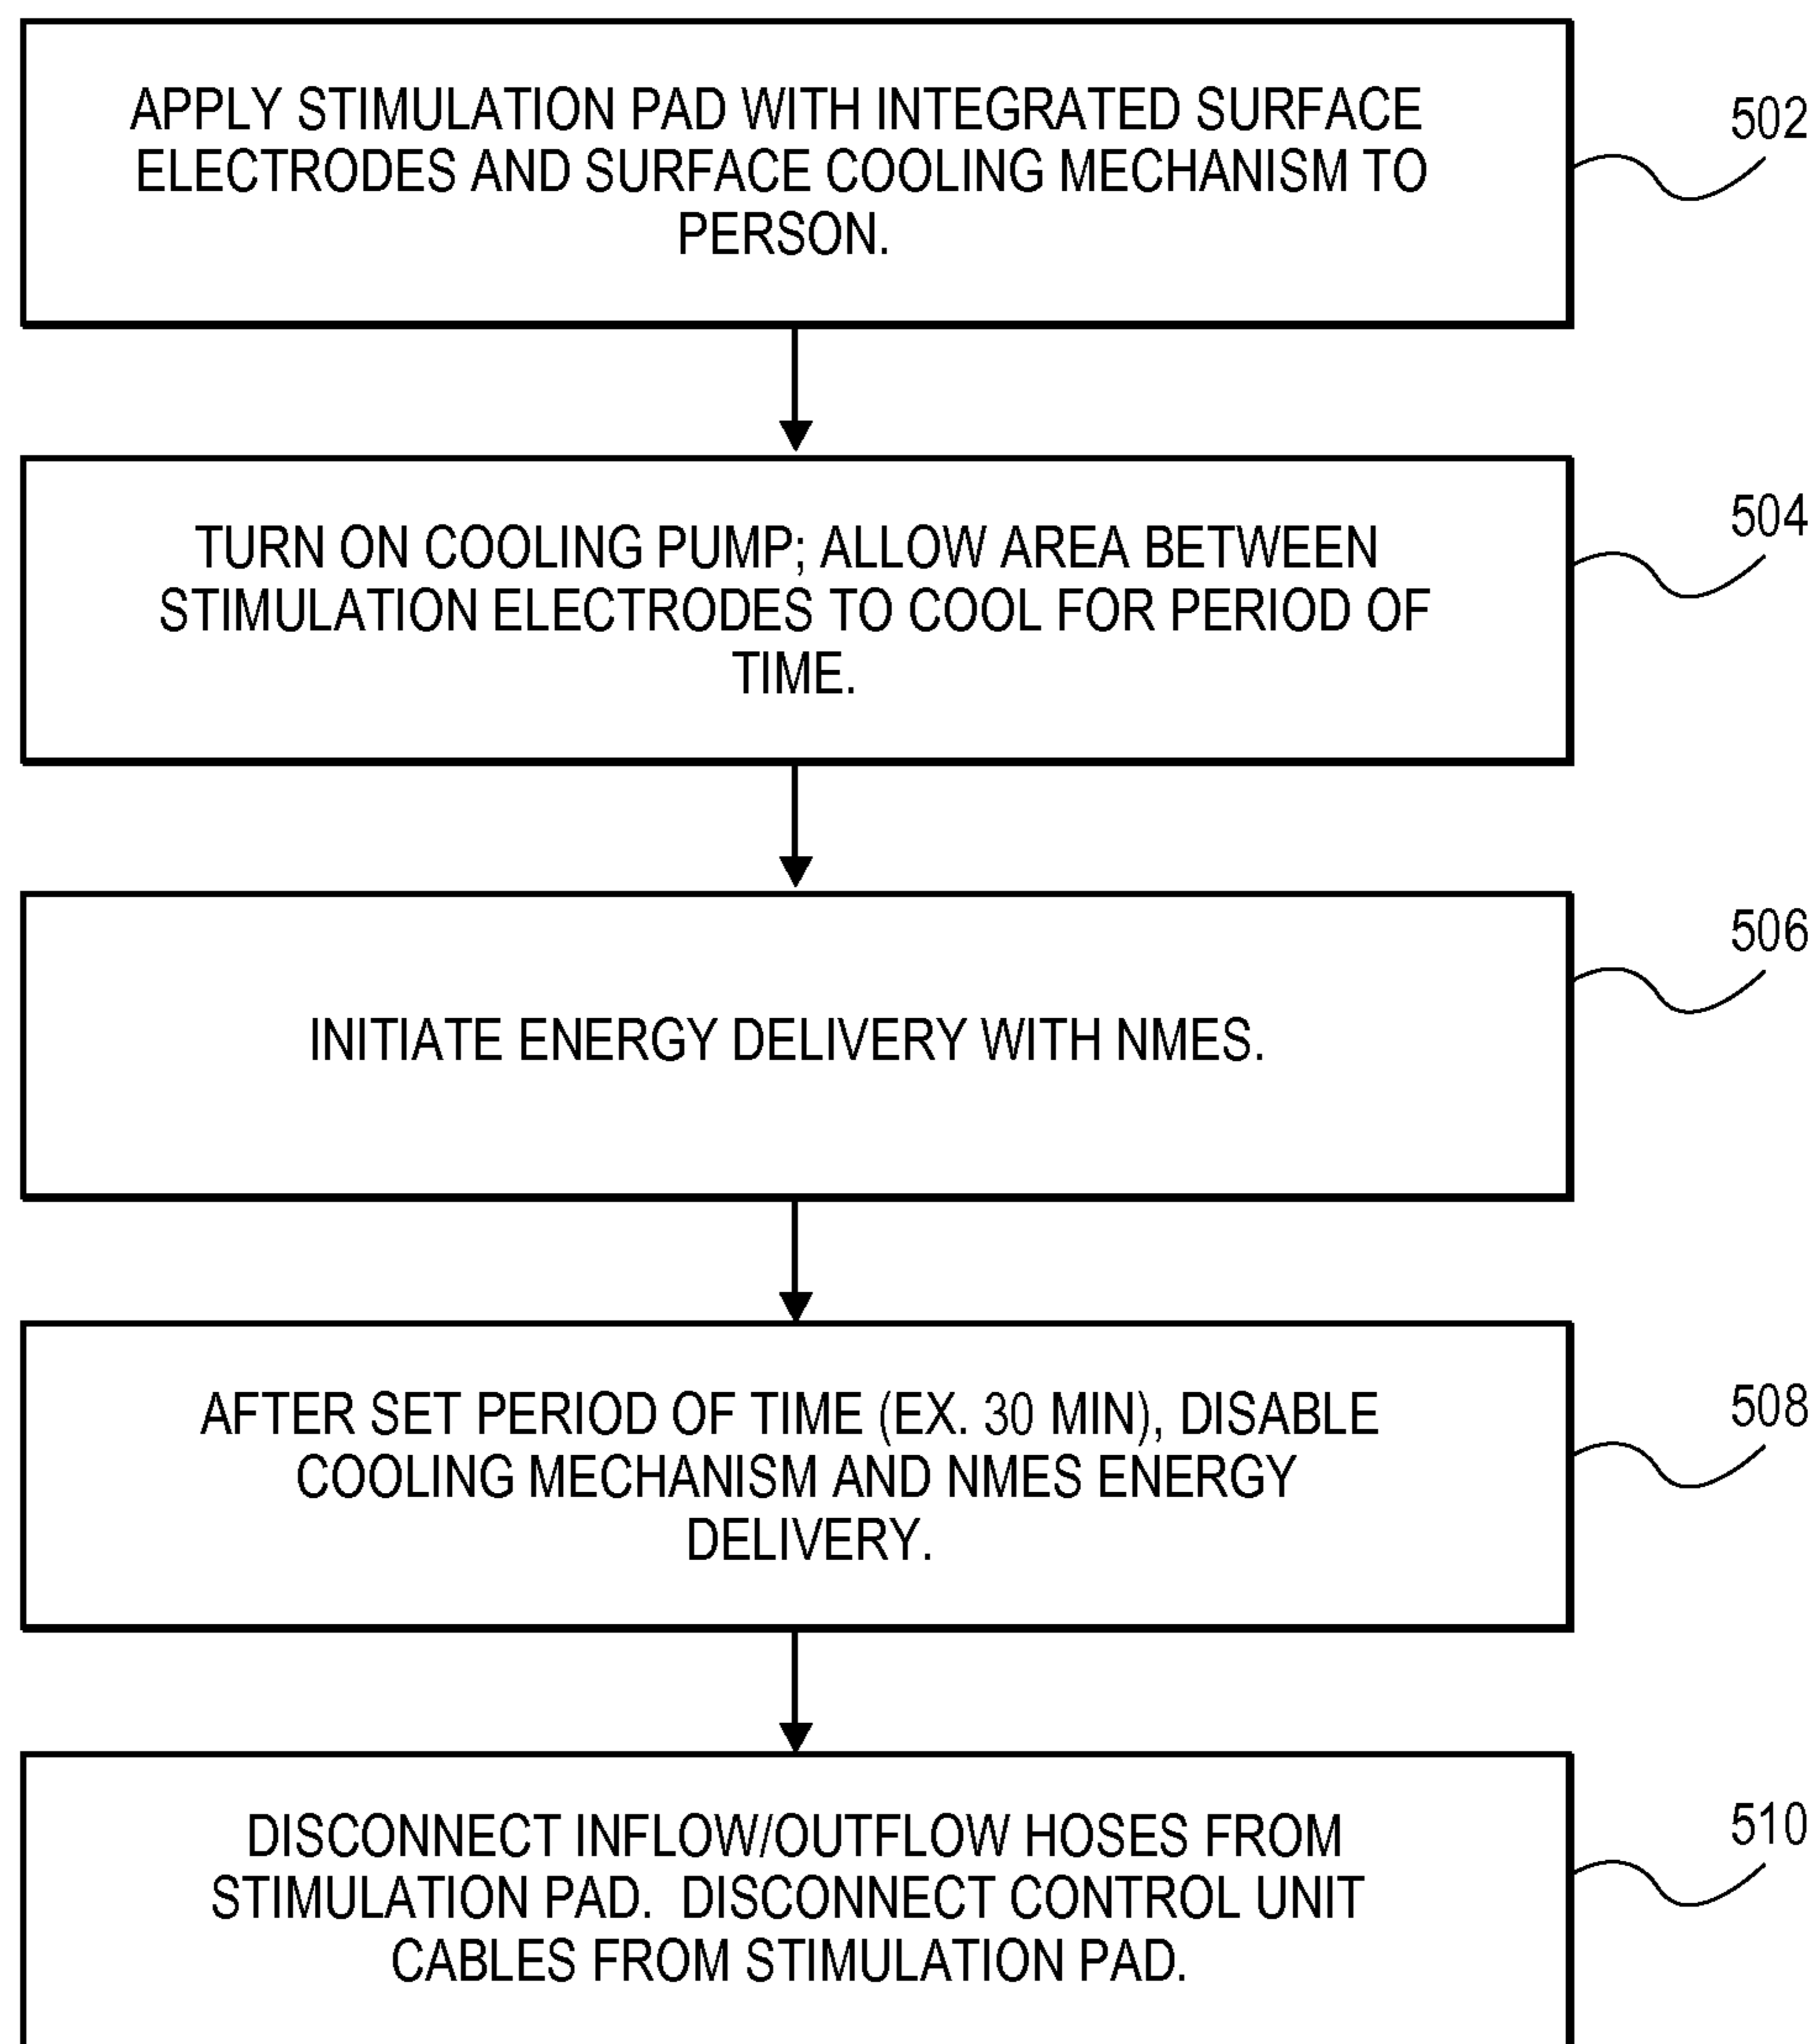 APPLY STIMULATION PAD WITH INTEGRATED SURFACE
ELECTRODES AND SURFACE COOLING MECHANISM TO
PERSON.
502
TURN ON COOLING PUMP; ALLOW AREA BETWEEN
STIMULATION ELECTRODES TO COOL FOR PERIOD OF
TIME.
504
INITIATE ENERGY DELIVERY WITH NMES.
506
AFTER SET PERIOD OF TIME (EX. 30 MIN), DISABLE
COOLING MECHANISM AND NMES ENERGY
DELIVERY.
508
DISCONNECT INFLOW/OUTFLOW HOSES FROM
STIMULATION PAD.  DISCONNECT CONTROL UNIT
CABLES FROM STIMULATION PAD.
510